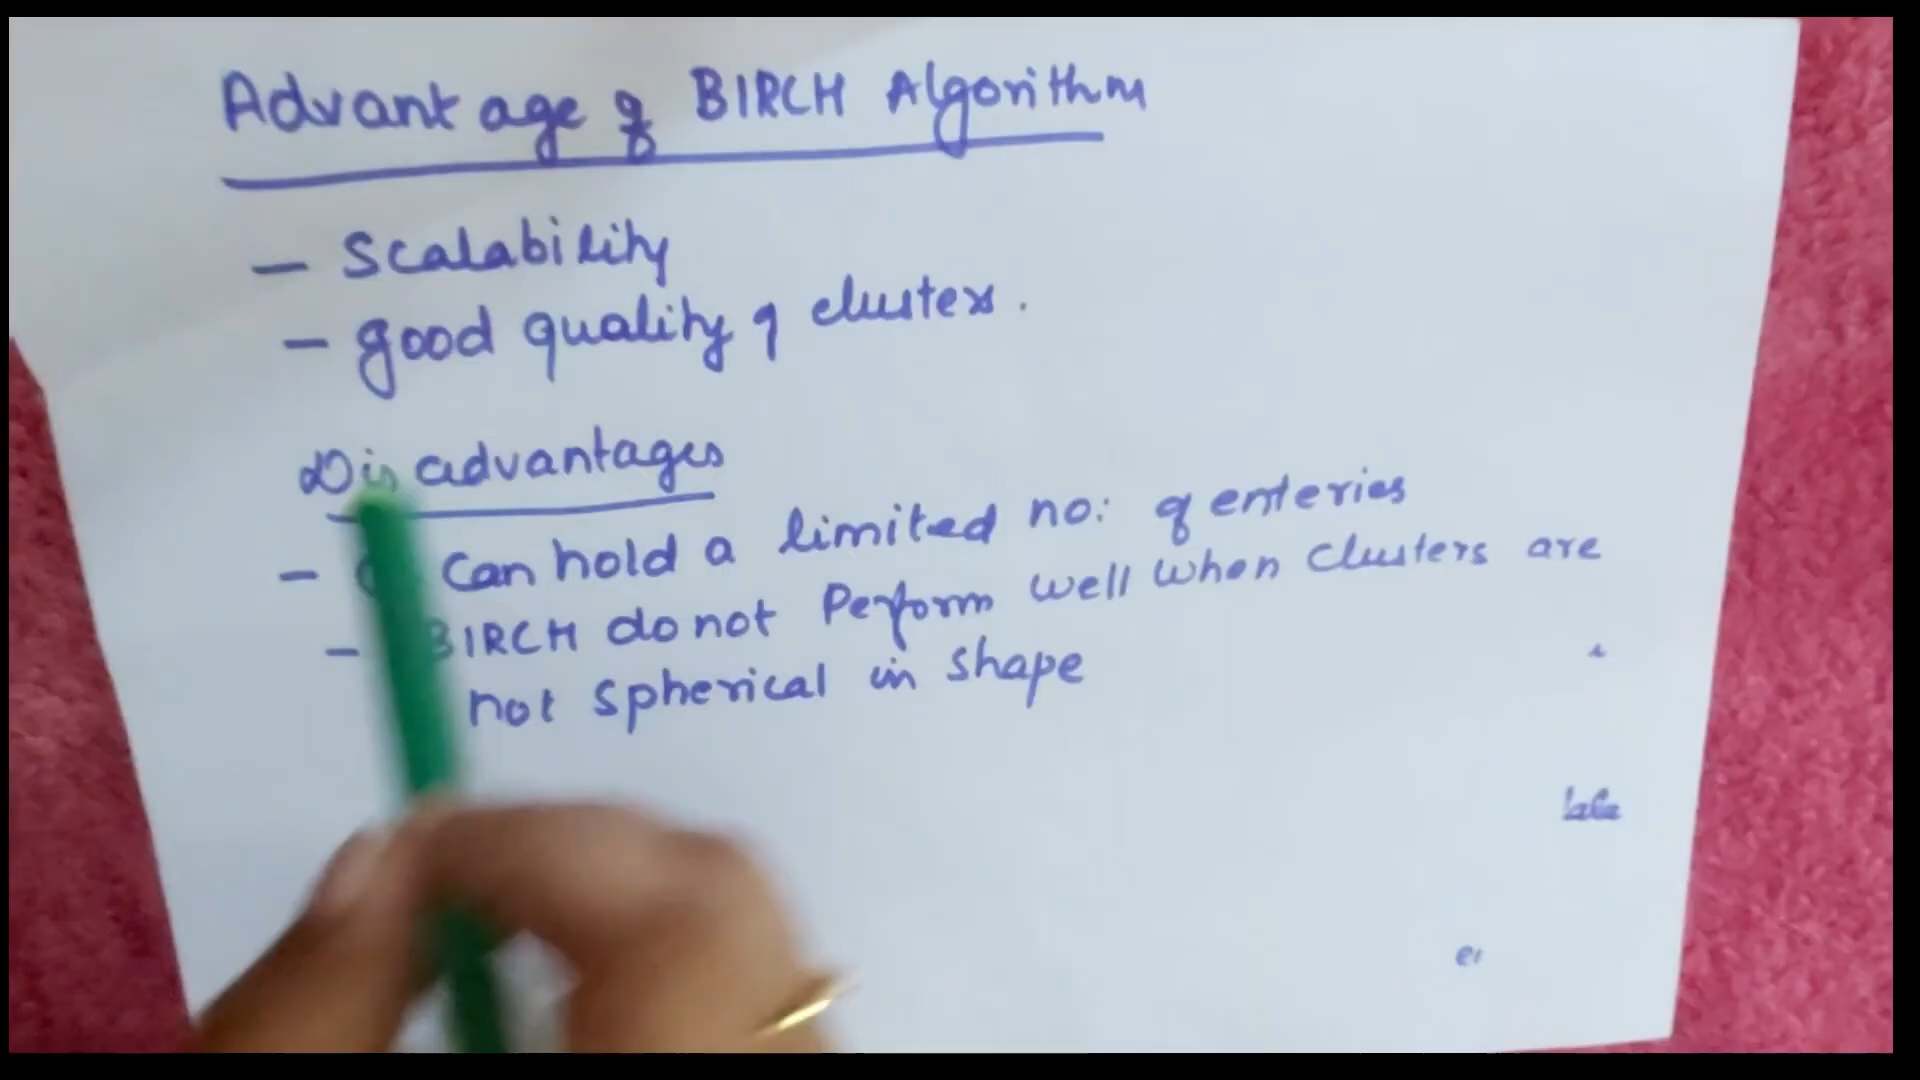 Advantage of BIRCH Algorithm
- Scalability
- good quality of clusters.
Disadvantages
- can hold a limited no: of enteries
- BIRCH do not Perform well when clusters are
not spherical in shape